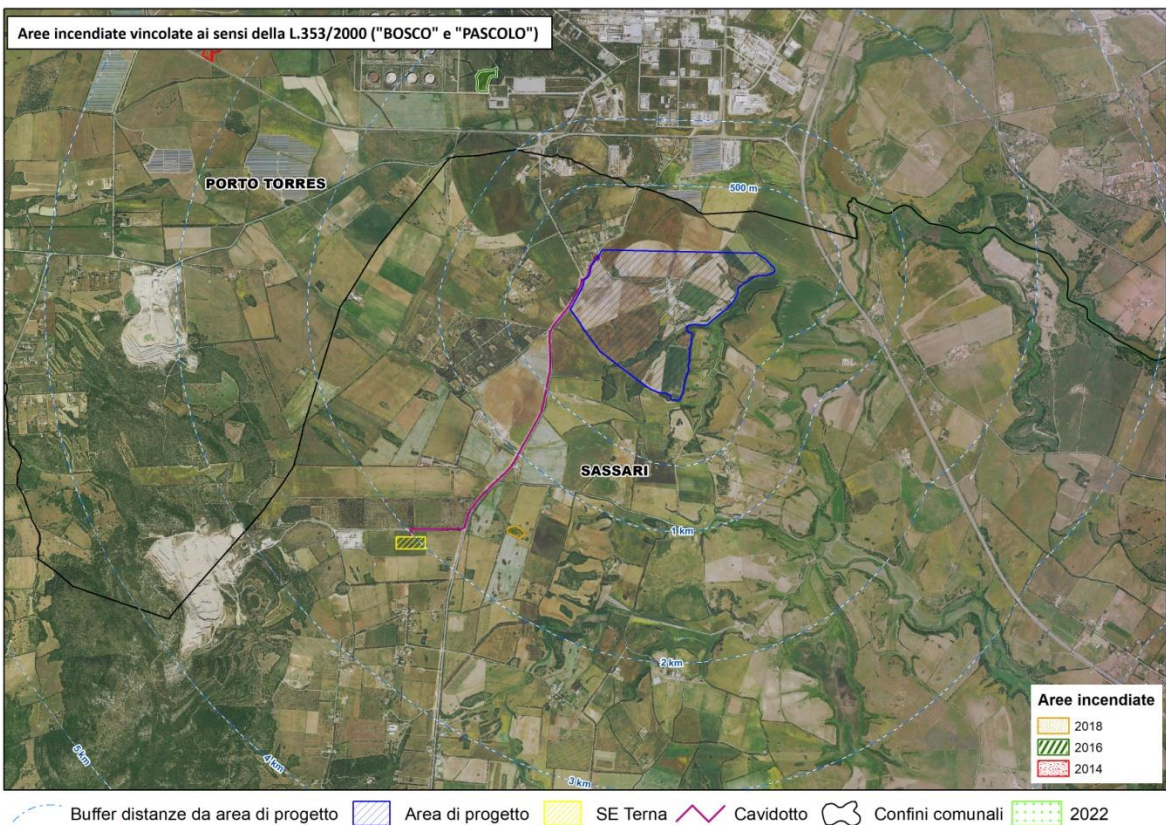 Aree incendiate vincolate ai sensi della L.353/2000 ("BOSCO" e "PASCOLO")
PORTO TORRES
500 m
SASSARI
1 km
2 km
3 km
4 km
5 km
Aree incendiate
2018
2016
2014
Buffer distanze da area di progetto Area di progetto SE Terna Cavidotto Confini comunali 2022